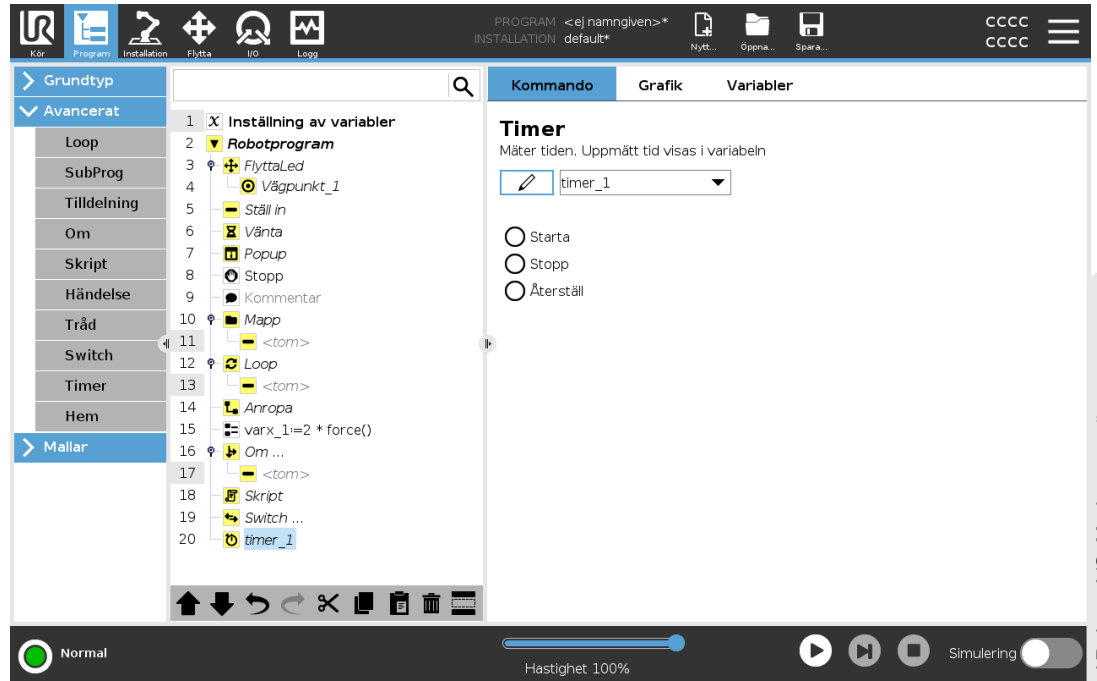 PROGRAM <ej namngiven>*
INSTALLATION default*
Kör
Program
Installation
Flytta
I/O
Logg
Nytt...
Öppna...
Spara...
CCCC
CCCC
Grundtyp
Avancerat
Loop
SubProg
Tilldelning
Om
Skript
Händelse
Tråd
Switch
Timer
Hem
Mallar
1 X Inställning av variabler
2 Robotprogram
3 FlyttaLed
4 Vägpunkt_1
5 Ställ in
6 Vänta
7 Popup
8 Stopp
9 Kommentar
10 Mapp
11 <tom>
12 Loop
13 <tom>
14 Anropa
15 varx_1:=2 * force()
16 Om ...
17 <tom>
18 Skript
19 Switch ...
20 timer_1
Kommando
Grafik
Variabler
Timer
Mäter tiden. Uppmätt tid visas i variabeln
timer_1
Starta
Stopp
Återställ
Normal
Hastighet 100%
Simulering